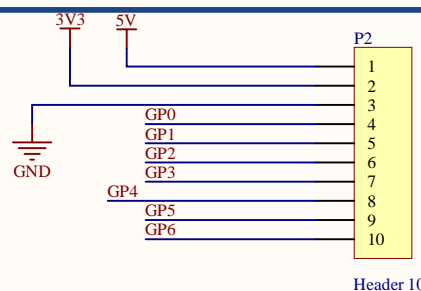 3V3 5V
P2
1
2
3
GP0 4
GP1 5
GP2 6
GND GP3 7
GP4 8
GP5 9
GP6 10
Header 10